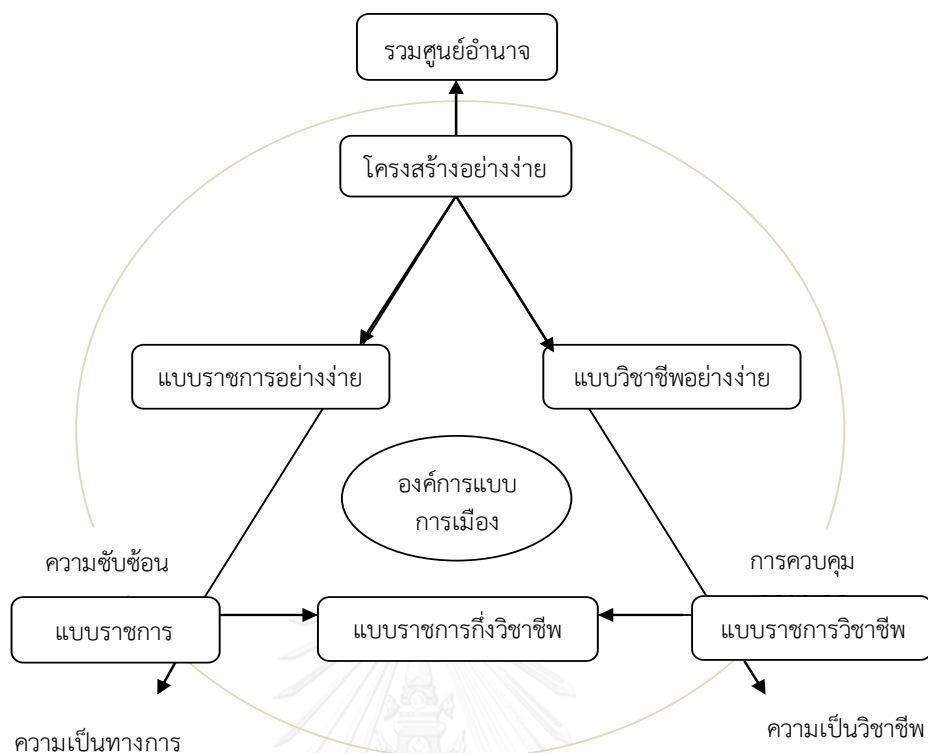 รวมศูนย์อำนาจ
โครงสร้างอย่างง่าย
แบบราชการอย่างง่าย
แบบวิชาชีพอย่างง่าย
องค์การแบบ
การเมือง
ความซับซ้อน
การควบคุม
แบบราชการ
แบบราชการกึ่งวิชาชีพ
แบบราชการวิชาชีพ
ความเป็นทางการ
ความเป็นวิชาชีพ